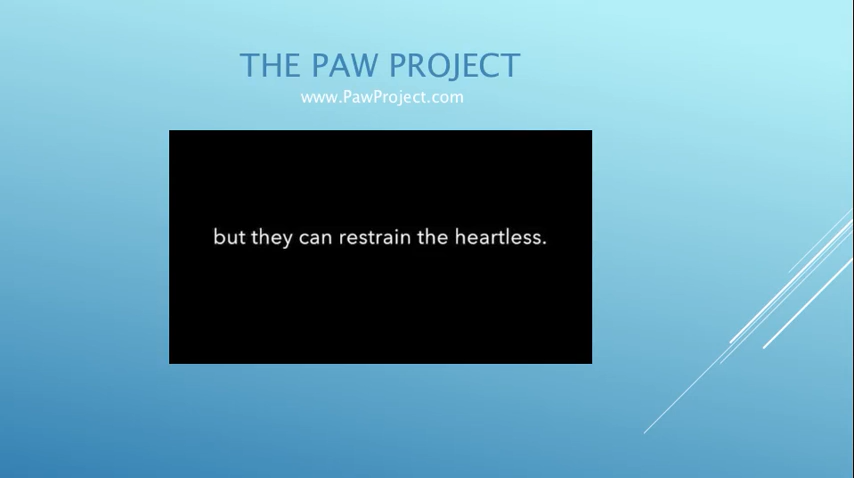 THE PAW PROJECT
www.PawProject.com
but they can restrain the heartless.